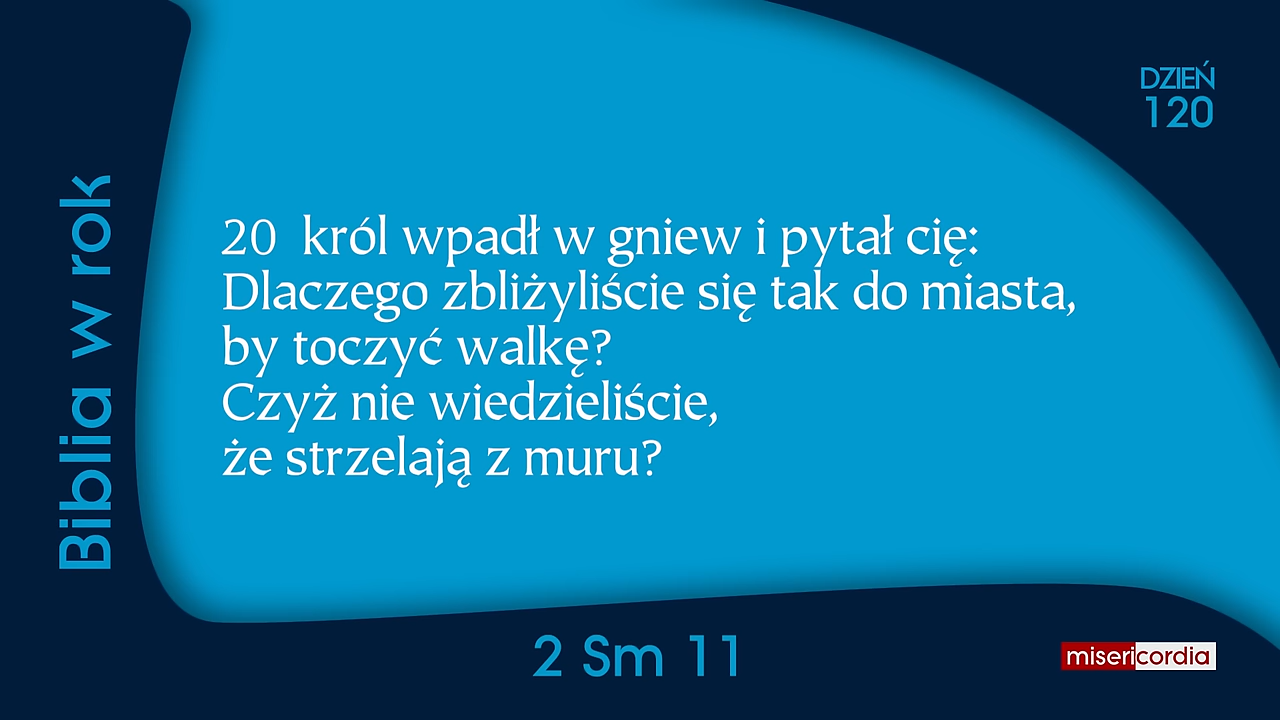 DZIEŃ
120
Biblia w rok
20 król wpadł w gniew i pytał cię:
Dlaczego zbliżyliście się tak do miasta,
by toczyć walkę?
Czyż nie wiedzieliście,
że strzelają z muru?
2 Sm 11
misericordia